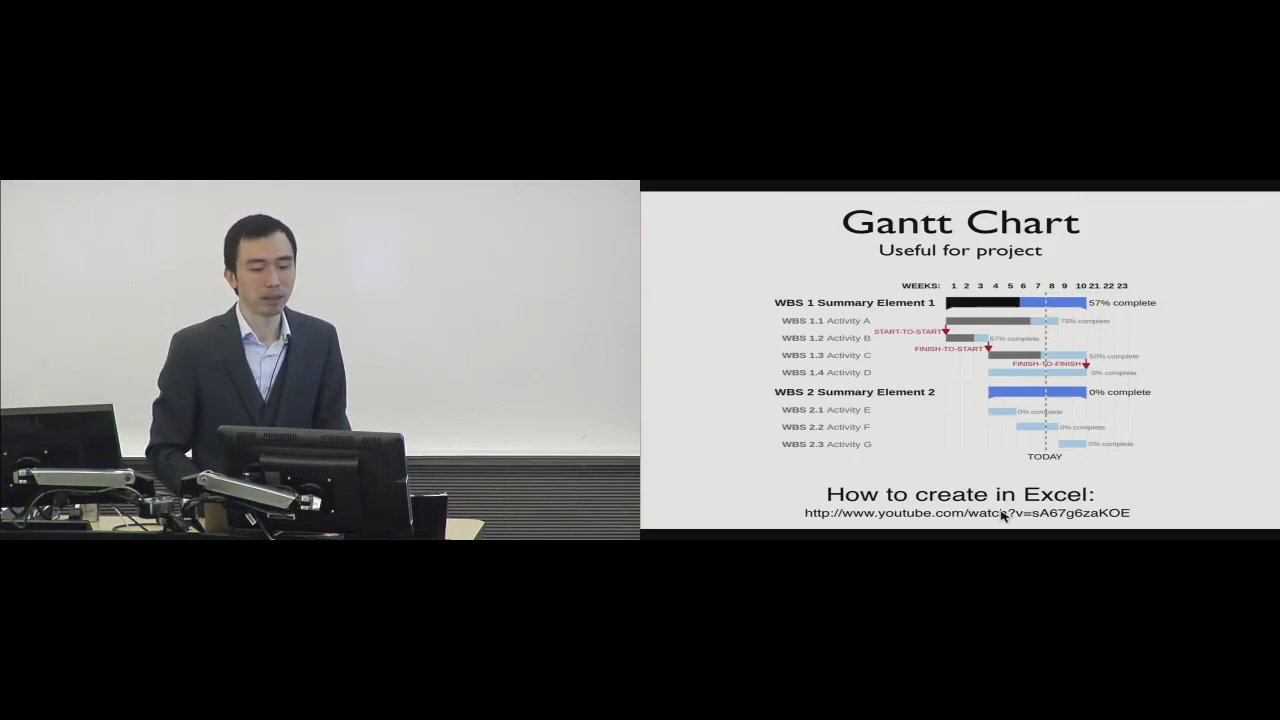 Gantt Chart
Useful for project
WEEKS: 1 2 3 4 5 6 7 8 9 10 21 22 23
WBS 1 Summary Element 1 57% complete
WBS 1.1 Activity A 75% complete
START-TO-START
WBS 1.2 Activity B 67% complete
FINISH-TO-START
WBS 1.3 Activity C 50% complete
FINISH-TO-FINISH
WBS 1.4 Activity D 0% complete
WBS 2 Summary Element 2 0% complete
WBS 2.1 Activity E 0% complete
WBS 2.2 Activity F 0% complete
WBS 2.3 Activity G 0% complete
TODAY
How to create in Excel:
http://www.youtube.com/watch?v=sA67g6zaKOE